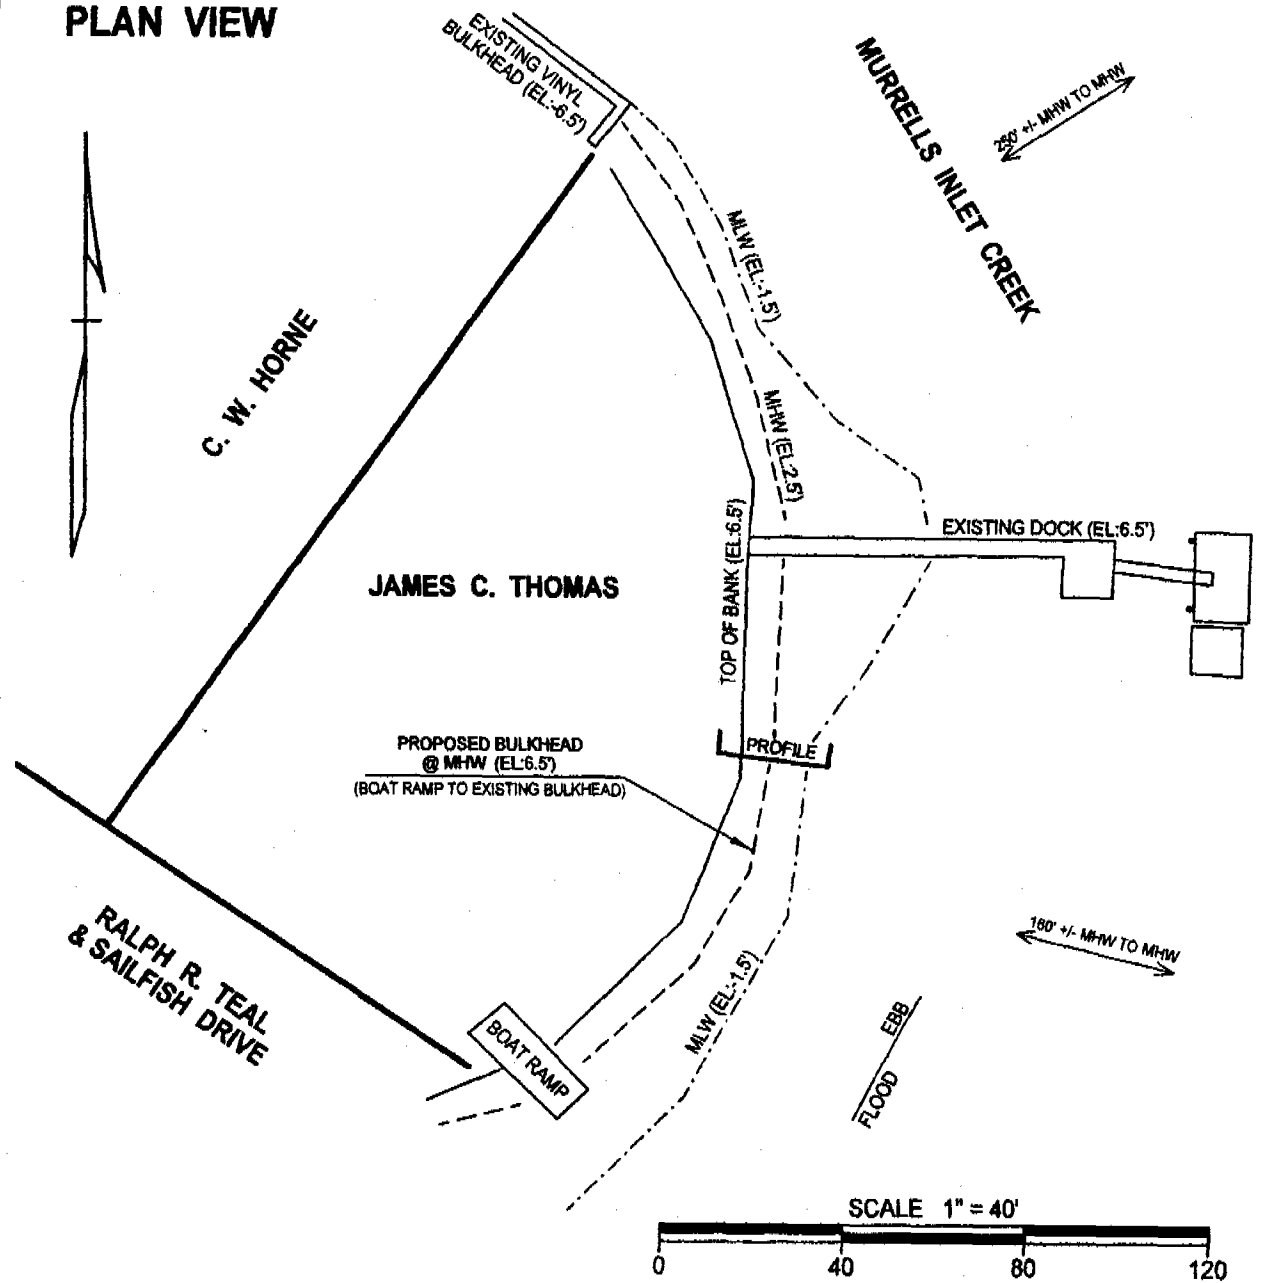 PLAN VIEW
EXISTING VINYL
BULKHEAD (EL:-6.5')
MURRELLS INLET CREEK
250' +/- MHW TO MHW
MLW (EL:-1.5')
C. W. HORNE
MHW (EL:2.5')
TOP OF BANK (EL:6.5')
EXISTING DOCK (EL:6.5')
JAMES C. THOMAS
PROPOSED BULKHEAD
@ MHW (EL:6.5')
(BOAT RAMP TO EXISTING BULKHEAD)
PROFILE
RALPH R. TEAL
& SAILFISH DRIVE
160' +/- MHW TO MHW
MLW (EL:-1.5')
BOAT RAMP
EBB
FLOOD
SCALE 1" = 40'
0 40 80 120